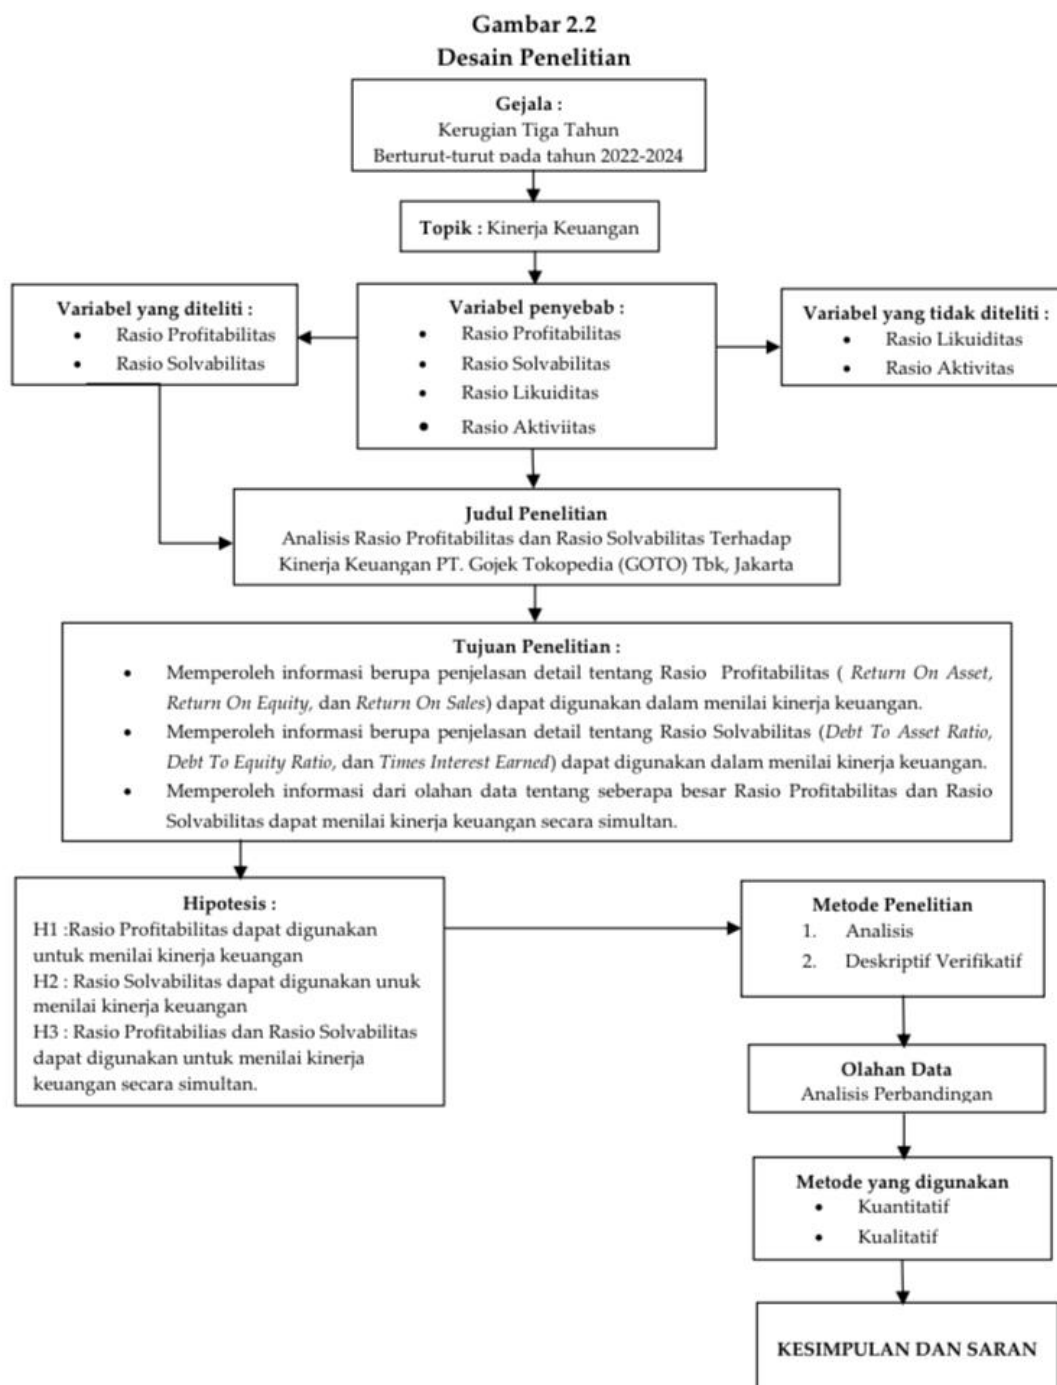 Gambar 2.2
Desain Penelitian
Gejala :
Kerugian Tiga Tahun
Berturut-turut pada tahun 2022-2024
Topik : Kinerja Keuangan
Variabel yang diteliti :
• Rasio Profitabilitas
• Rasio Solvabilitas
Variabel penyebab :
• Rasio Profitabilitas
• Rasio Solvabilitas
• Rasio Likuiditas
• Rasio Aktiviitas
Variabel yang tidak diteliti :
• Rasio Likuiditas
• Rasio Aktivitas
Judul Penelitian
Analisis Rasio Profitabilitas dan Rasio Solvabilitas Terhadap
Kinerja Keuangan PT. Gojek Tokopedia (GOTO) Tbk, Jakarta
Tujuan Penelitian :
• Memperoleh informasi berupa penjelasan detail tentang Rasio Profitabilitas ( Return On Asset,
Return On Equity, dan Return On Sales) dapat digunakan dalam menilai kinerja keuangan.
• Memperoleh informasi berupa penjelasan detail tentang Rasio Solvabilitas (Debt To Asset Ratio,
Debt To Equity Ratio, dan Times Interest Earned) dapat digunakan dalam menilai kinerja keuangan.
• Memperoleh informasi dari olahan data tentang seberapa besar Rasio Profitabilitas dan Rasio
Solvabilitas dapat menilai kinerja keuangan secara simultan.
Hipotesis :
H1 :Rasio Profitabilitas dapat digunakan
untuk menilai kinerja keuangan
H2 : Rasio Solvabilitas dapat digunakan unuk
menilai kinerja keuangan
H3 : Rasio Profitabilias dan Rasio Solvabilitas
dapat digunakan untuk menilai kinerja
keuangan secara simultan.
Metode Penelitian
1. Analisis
2. Deskriptif Verifikatif
Olahan Data
Analisis Perbandingan
Metode yang digunakan
• Kuantitatif
• Kualitatif
KESIMPULAN DAN SARAN